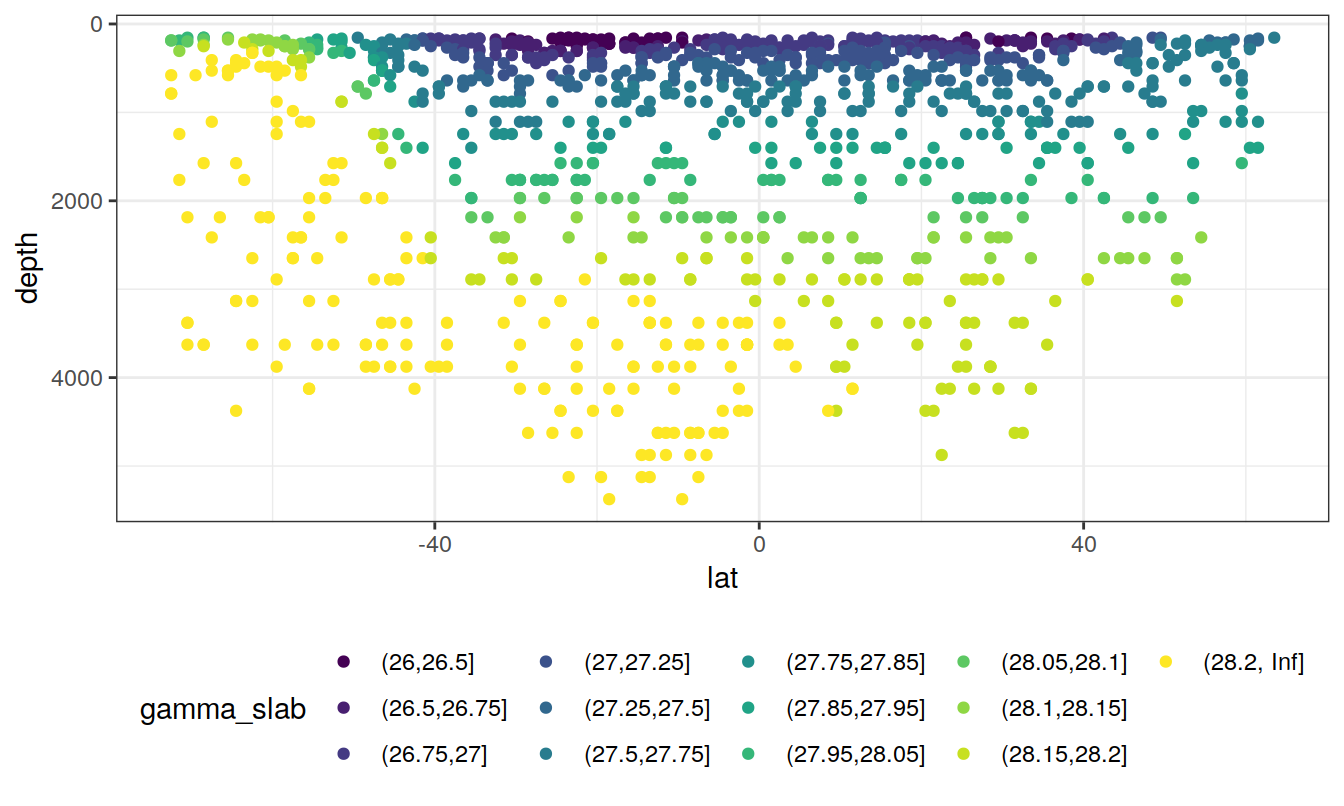 0
2000
4000
depth
-40 0 40
lat
gamma_slab
(26,26.5] (27,27.25] (27.75,27.85] (28.05,28.1] (28.2, Inf]
(26.5,26.75] (27.25,27.5] (27.85,27.95] (28.1,28.15]
(26.75,27] (27.5,27.75] (27.95,28.05] (28.15,28.2]